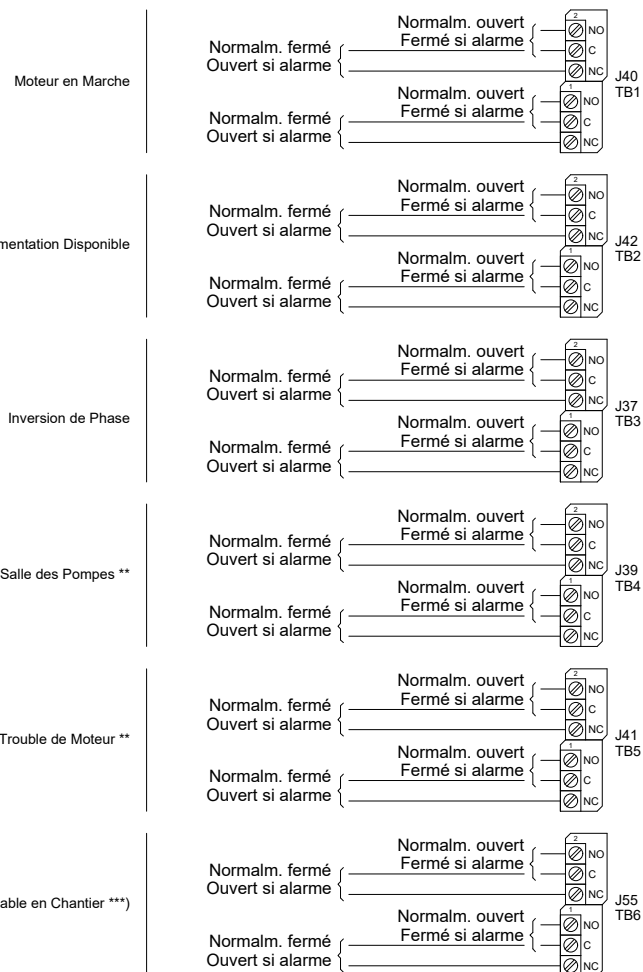 Moteur en Marche
Normalm. fermé
Ouvert si alarme
Normalm. ouvert
Fermé si alarme
2
NO
C
NC
Normalm. fermé
Ouvert si alarme
Normalm. ouvert
Fermé si alarme
1
NO
C
NC
J40
TB1
mentation Disponible
Normalm. fermé
Ouvert si alarme
Normalm. ouvert
Fermé si alarme
2
NO
C
NC
Normalm. fermé
Ouvert si alarme
Normalm. ouvert
Fermé si alarme
1
NO
C
NC
J42
TB2
Inversion de Phase
Normalm. fermé
Ouvert si alarme
Normalm. ouvert
Fermé si alarme
2
NO
C
NC
Normalm. fermé
Ouvert si alarme
Normalm. ouvert
Fermé si alarme
1
NO
C
NC
J37
TB3
Salle des Pompes **
Normalm. fermé
Ouvert si alarme
Normalm. ouvert
Fermé si alarme
2
NO
C
NC
Normalm. fermé
Ouvert si alarme
Normalm. ouvert
Fermé si alarme
1
NO
C
NC
J39
TB4
Trouble de Moteur **
Normalm. fermé
Ouvert si alarme
Normalm. ouvert
Fermé si alarme
2
NO
C
NC
Normalm. fermé
Ouvert si alarme
Normalm. ouvert
Fermé si alarme
1
NO
C
NC
J41
TB5
able en Chantier ***)
Normalm. fermé
Ouvert si alarme
Normalm. ouvert
Fermé si alarme
2
NO
C
NC
Normalm. fermé
Ouvert si alarme
Normalm. ouvert
Fermé si alarme
1
NO
C
NC
J55
TB6